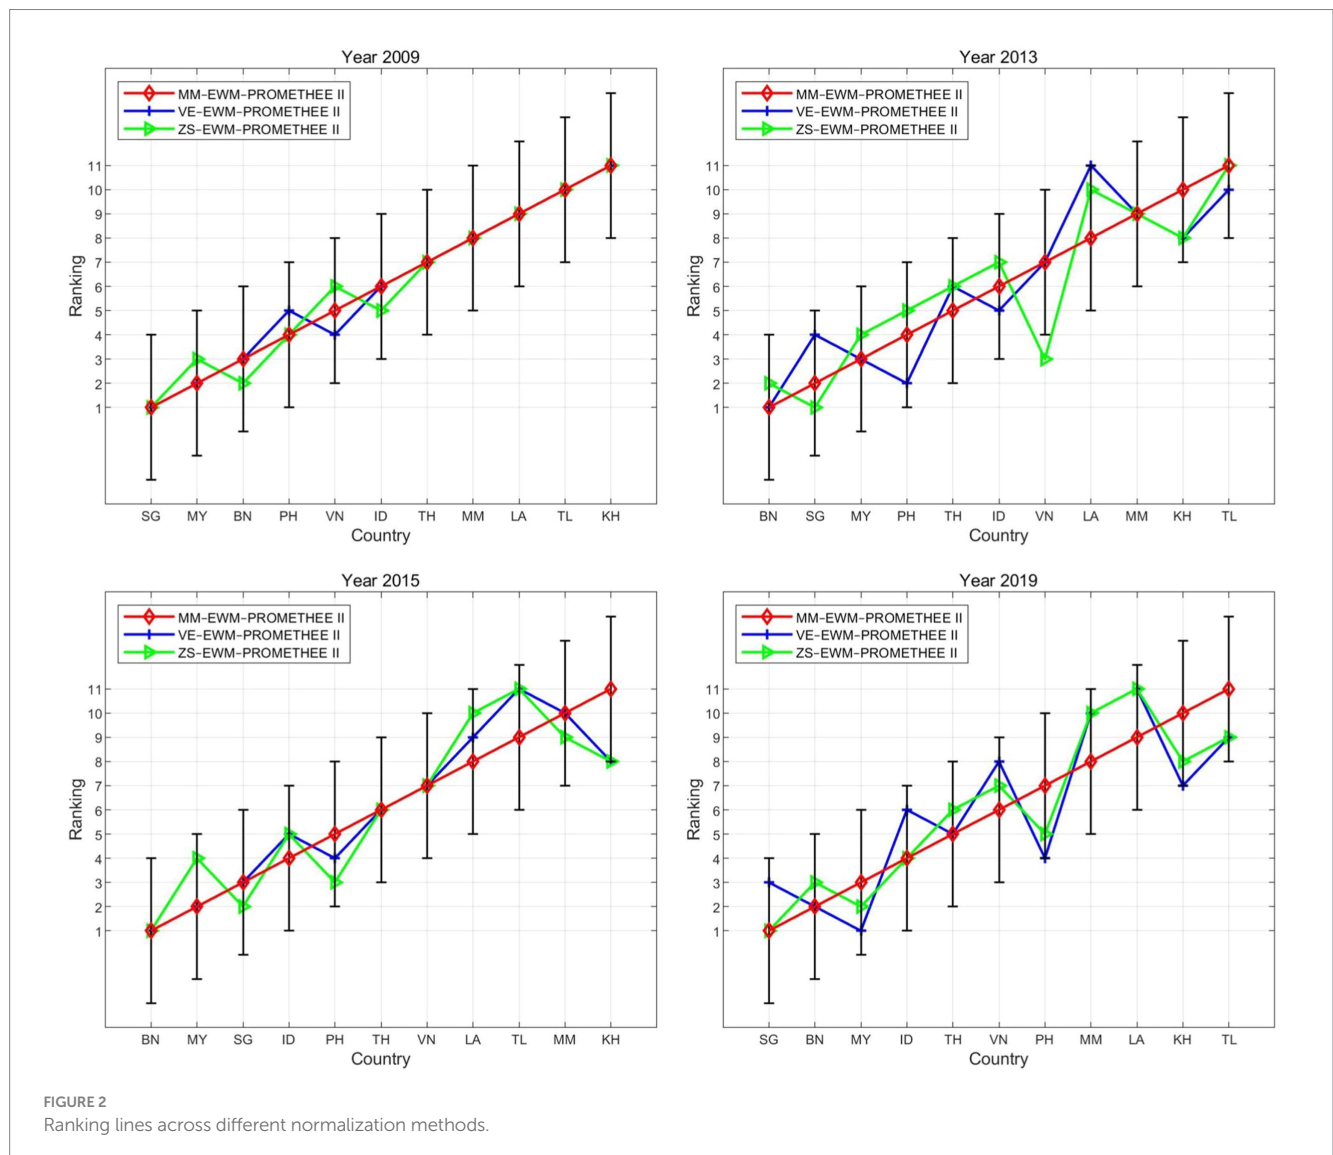 Year 2009
MM-EWM-PROMETHEE II
VE-EWM-PROMETHEE II
ZS-EWM-PROMETHEE II
11
10
9
8
7
6
5
4
3
2
1
Ranking
SG MY BN PH VN ID TH MM LA TL KH
Country
Year 2013
MM-EWM-PROMETHEE II
VE-EWM-PROMETHEE II
ZS-EWM-PROMETHEE II
11
10
9
8
7
6
5
4
3
2
1
Ranking
BN SG MY PH TH ID VN LA MM KH TL
Country
Year 2015
MM-EWM-PROMETHEE II
VE-EWM-PROMETHEE II
ZS-EWM-PROMETHEE II
11
10
9
8
7
6
5
4
3
2
1
Ranking
BN MY SG ID PH TH VN LA TL MM KH
Country
Year 2019
MM-EWM-PROMETHEE II
VE-EWM-PROMETHEE II
ZS-EWM-PROMETHEE II
11
10
9
8
7
6
5
4
3
2
1
Ranking
SG BN MY ID TH VN PH MM LA KH TL
Country
FIGURE 2
Ranking lines across different normalization methods.